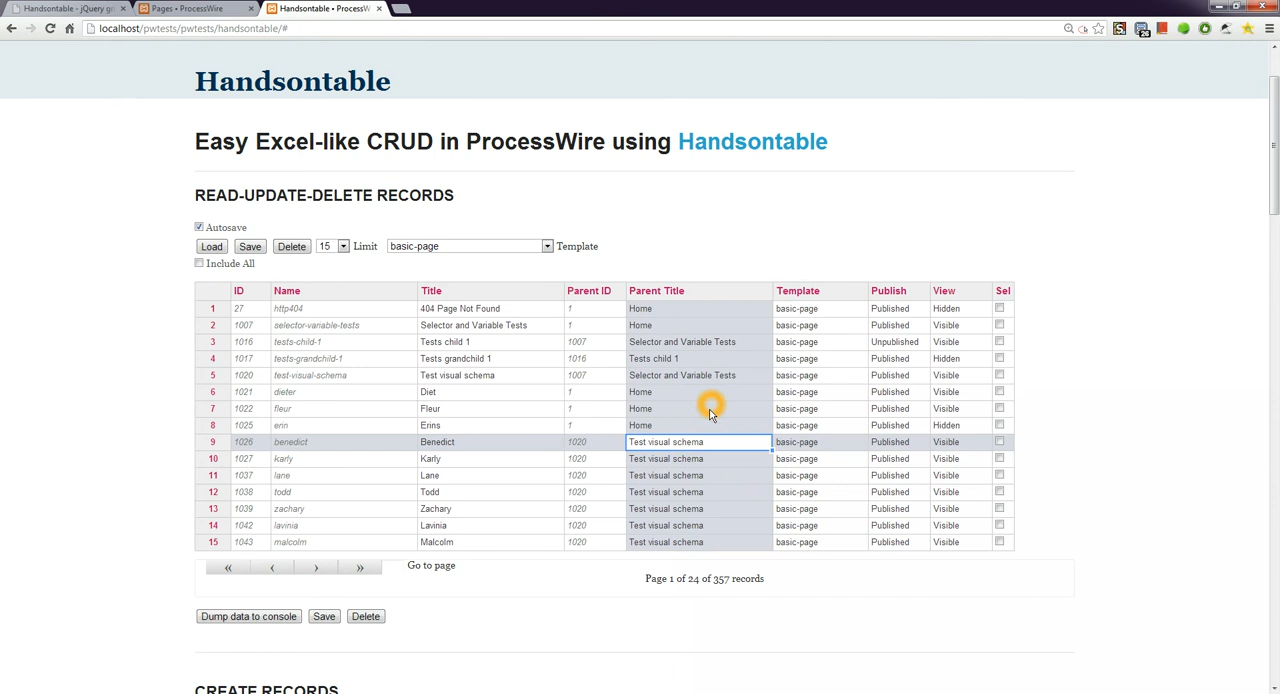 Handsontable - jQuery gr
Pages • ProcessWire
Handsontable • ProcessW
localhost/pwtests/pwtests/handsontable/#
Handsontable
Easy Excel-like CRUD in ProcessWire using Handsontable
READ-UPDATE-DELETE RECORDS
Autosave
Load Save Delete 15 Limit basic-page Template
Include All
ID Name Title Parent ID Parent Title Template Publish View Sel
1 27 http404 404 Page Not Found 1 Home basic-page Published Hidden
2 1007 selector-variable-tests Selector and Variable Tests 1 Home basic-page Published Visible
3 1016 tests-child-1 Tests child 1 1007 Selector and Variable Tests basic-page Unpublished Visible
4 1017 tests-grandchild-1 Tests grandchild 1 1016 Tests child 1 basic-page Published Hidden
5 1020 test-visual-schema Test visual schema 1007 Selector and Variable Tests basic-page Published Visible
6 1021 dieter Diet 1 Home basic-page Published Visible
7 1022 fleur Fleur 1 Home basic-page Published Visible
8 1025 erin Erins 1 Home basic-page Published Hidden
9 1026 benedict Benedict 1020 Test visual schema basic-page Published Visible
10 1027 karly Karly 1020 Test visual schema basic-page Published Visible
11 1037 lane Lane 1020 Test visual schema basic-page Published Visible
12 1038 todd Todd 1020 Test visual schema basic-page Published Visible
13 1039 zachary Zachary 1020 Test visual schema basic-page Published Visible
14 1042 lavinia Lavinia 1020 Test visual schema basic-page Published Visible
15 1043 malcolm Malcolm 1020 Test visual schema basic-page Published Visible
« ‹ › » Go to page
Page 1 of 24 of 357 records
Dump data to console Save Delete
CREATE RECORDS